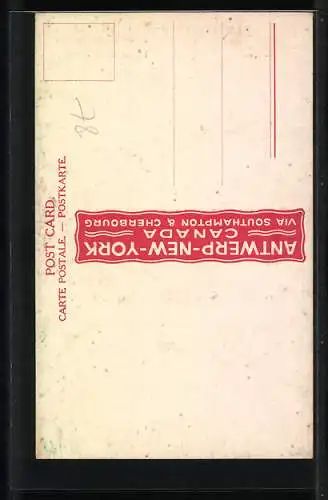 POST CARD.
CARTE POSTALE. — POSTKARTE.
ANTWERP-NEW-YORK
CANADA
VIA SOUTHAMPTON & CHERBOURG